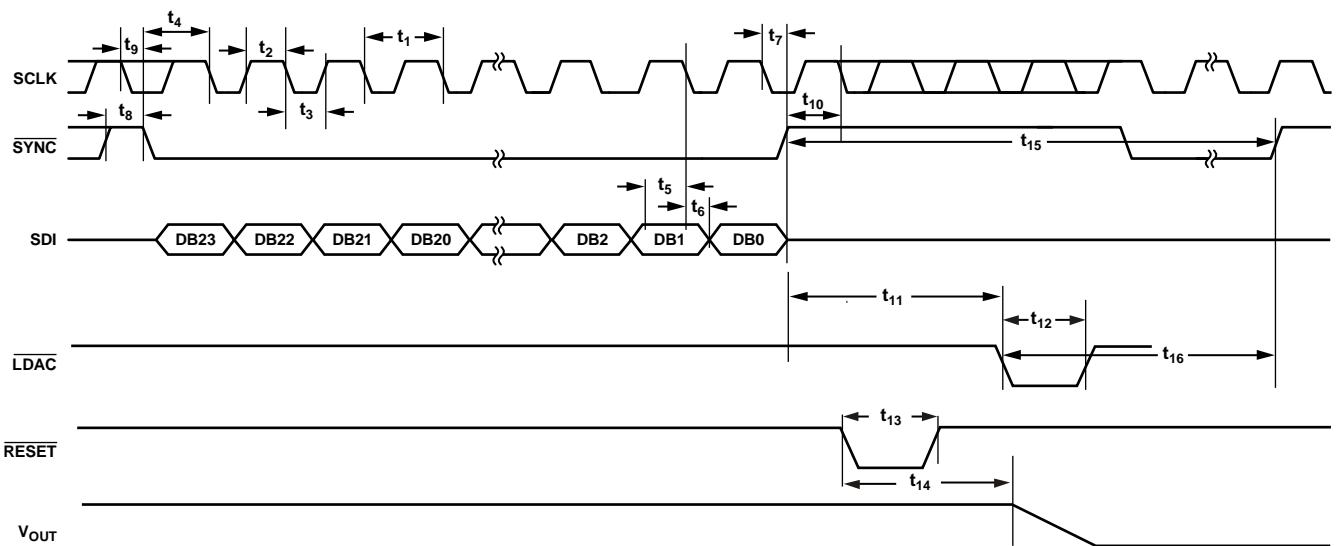 t4
t9 t2 t1 t7
SCLK
t10
t8 t3
SYNC
t15
t5
t6
SDI DB23 DB22 DB21 DB20 DB2 DB1 DB0
t11
t12
LDAC
t16
t13
RESET
t14
VOUT